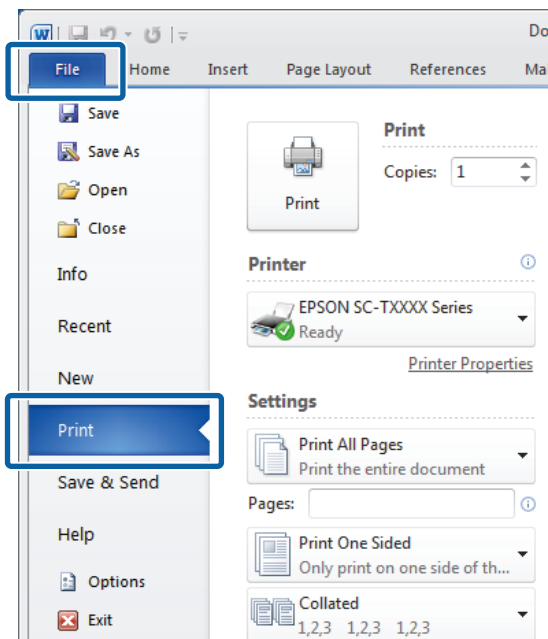 W
Do
File Home Insert Page Layout References Ma
Save
Save As
Open
Close
Info
Recent
New
Print
Save & Send
Help
Options
Exit
Print
Print
Copies: 1
Printer
EPSON SC-TXXXX Series
Ready
Printer Properties
Settings
Print All Pages
Print the entire document
Pages:
Print One Sided
Only print on one side of th...
Collated
1,2,3 1,2,3 1,2,3